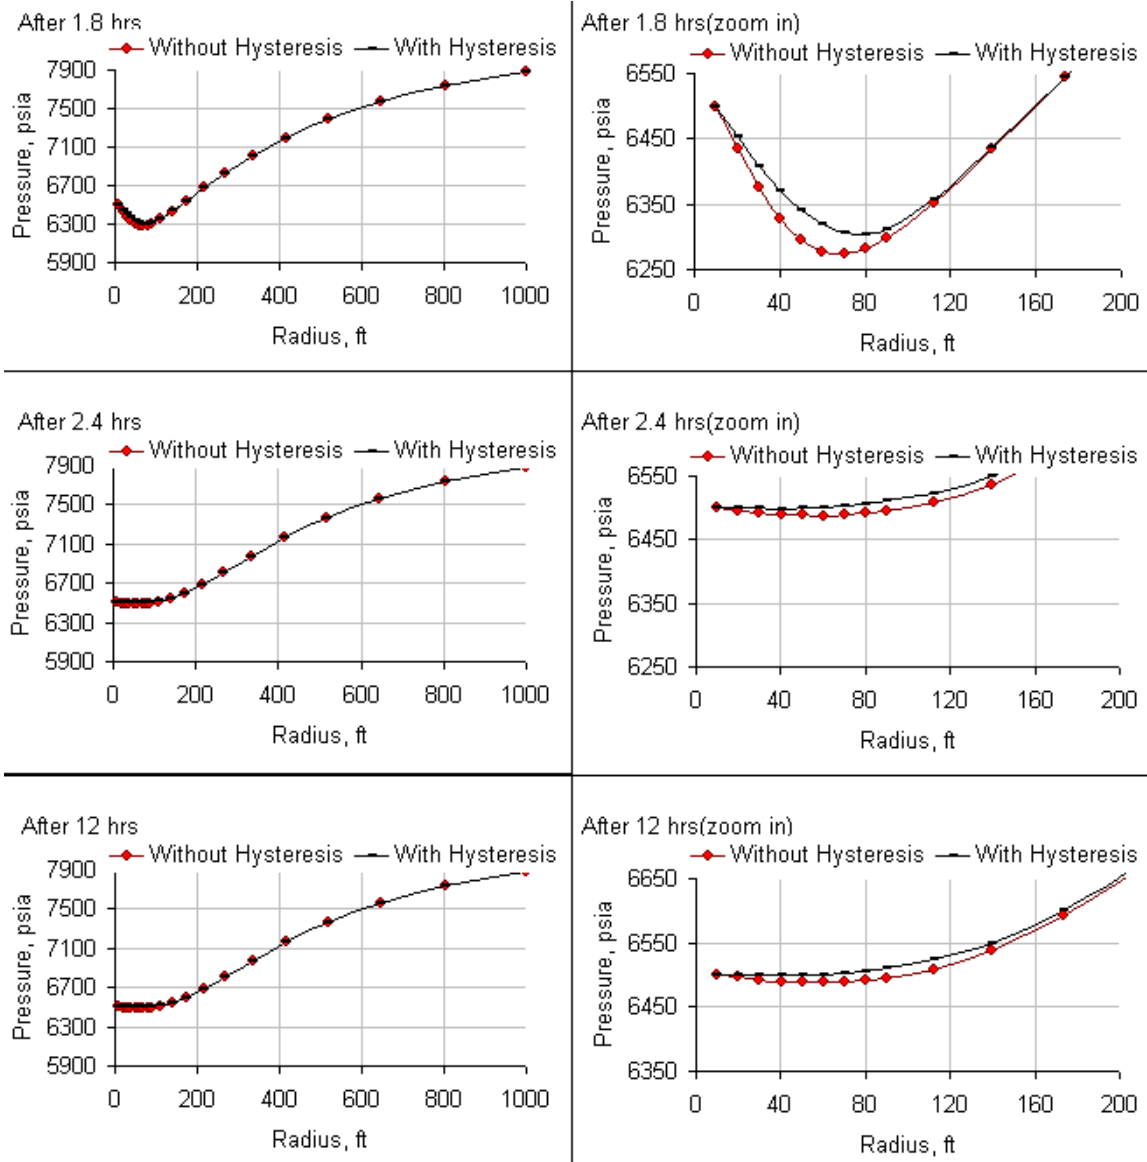 After 1.8 hrs
Without Hysteresis With Hysteresis
7900
7500
7100
6700
6300
5900
Pressure, psia
0 200 400 600 800 1000
Radius, ft
After 1.8 hrs(zoom in)
Without Hysteresis With Hysteresis
6550
6450
6350
6250
Pressure, psia
0 40 80 120 160 200
Radius, ft
After 2.4 hrs
Without Hysteresis With Hysteresis
7900
7500
7100
6700
6300
5900
Pressure, psia
0 200 400 600 800 1000
Radius, ft
After 2.4 hrs(zoom in)
Without Hysteresis With Hysteresis
6550
6450
6350
6250
Pressure, psia
0 40 80 120 160 200
Radius, ft
After 12 hrs
Without Hysteresis With Hysteresis
7900
7500
7100
6700
6300
5900
Pressure, psia
0 200 400 600 800 1000
Radius, ft
After 12 hrs(zoom in)
Without Hysteresis With Hysteresis
6650
6550
6450
6350
Pressure, psia
0 40 80 120 160 200
Radius, ft